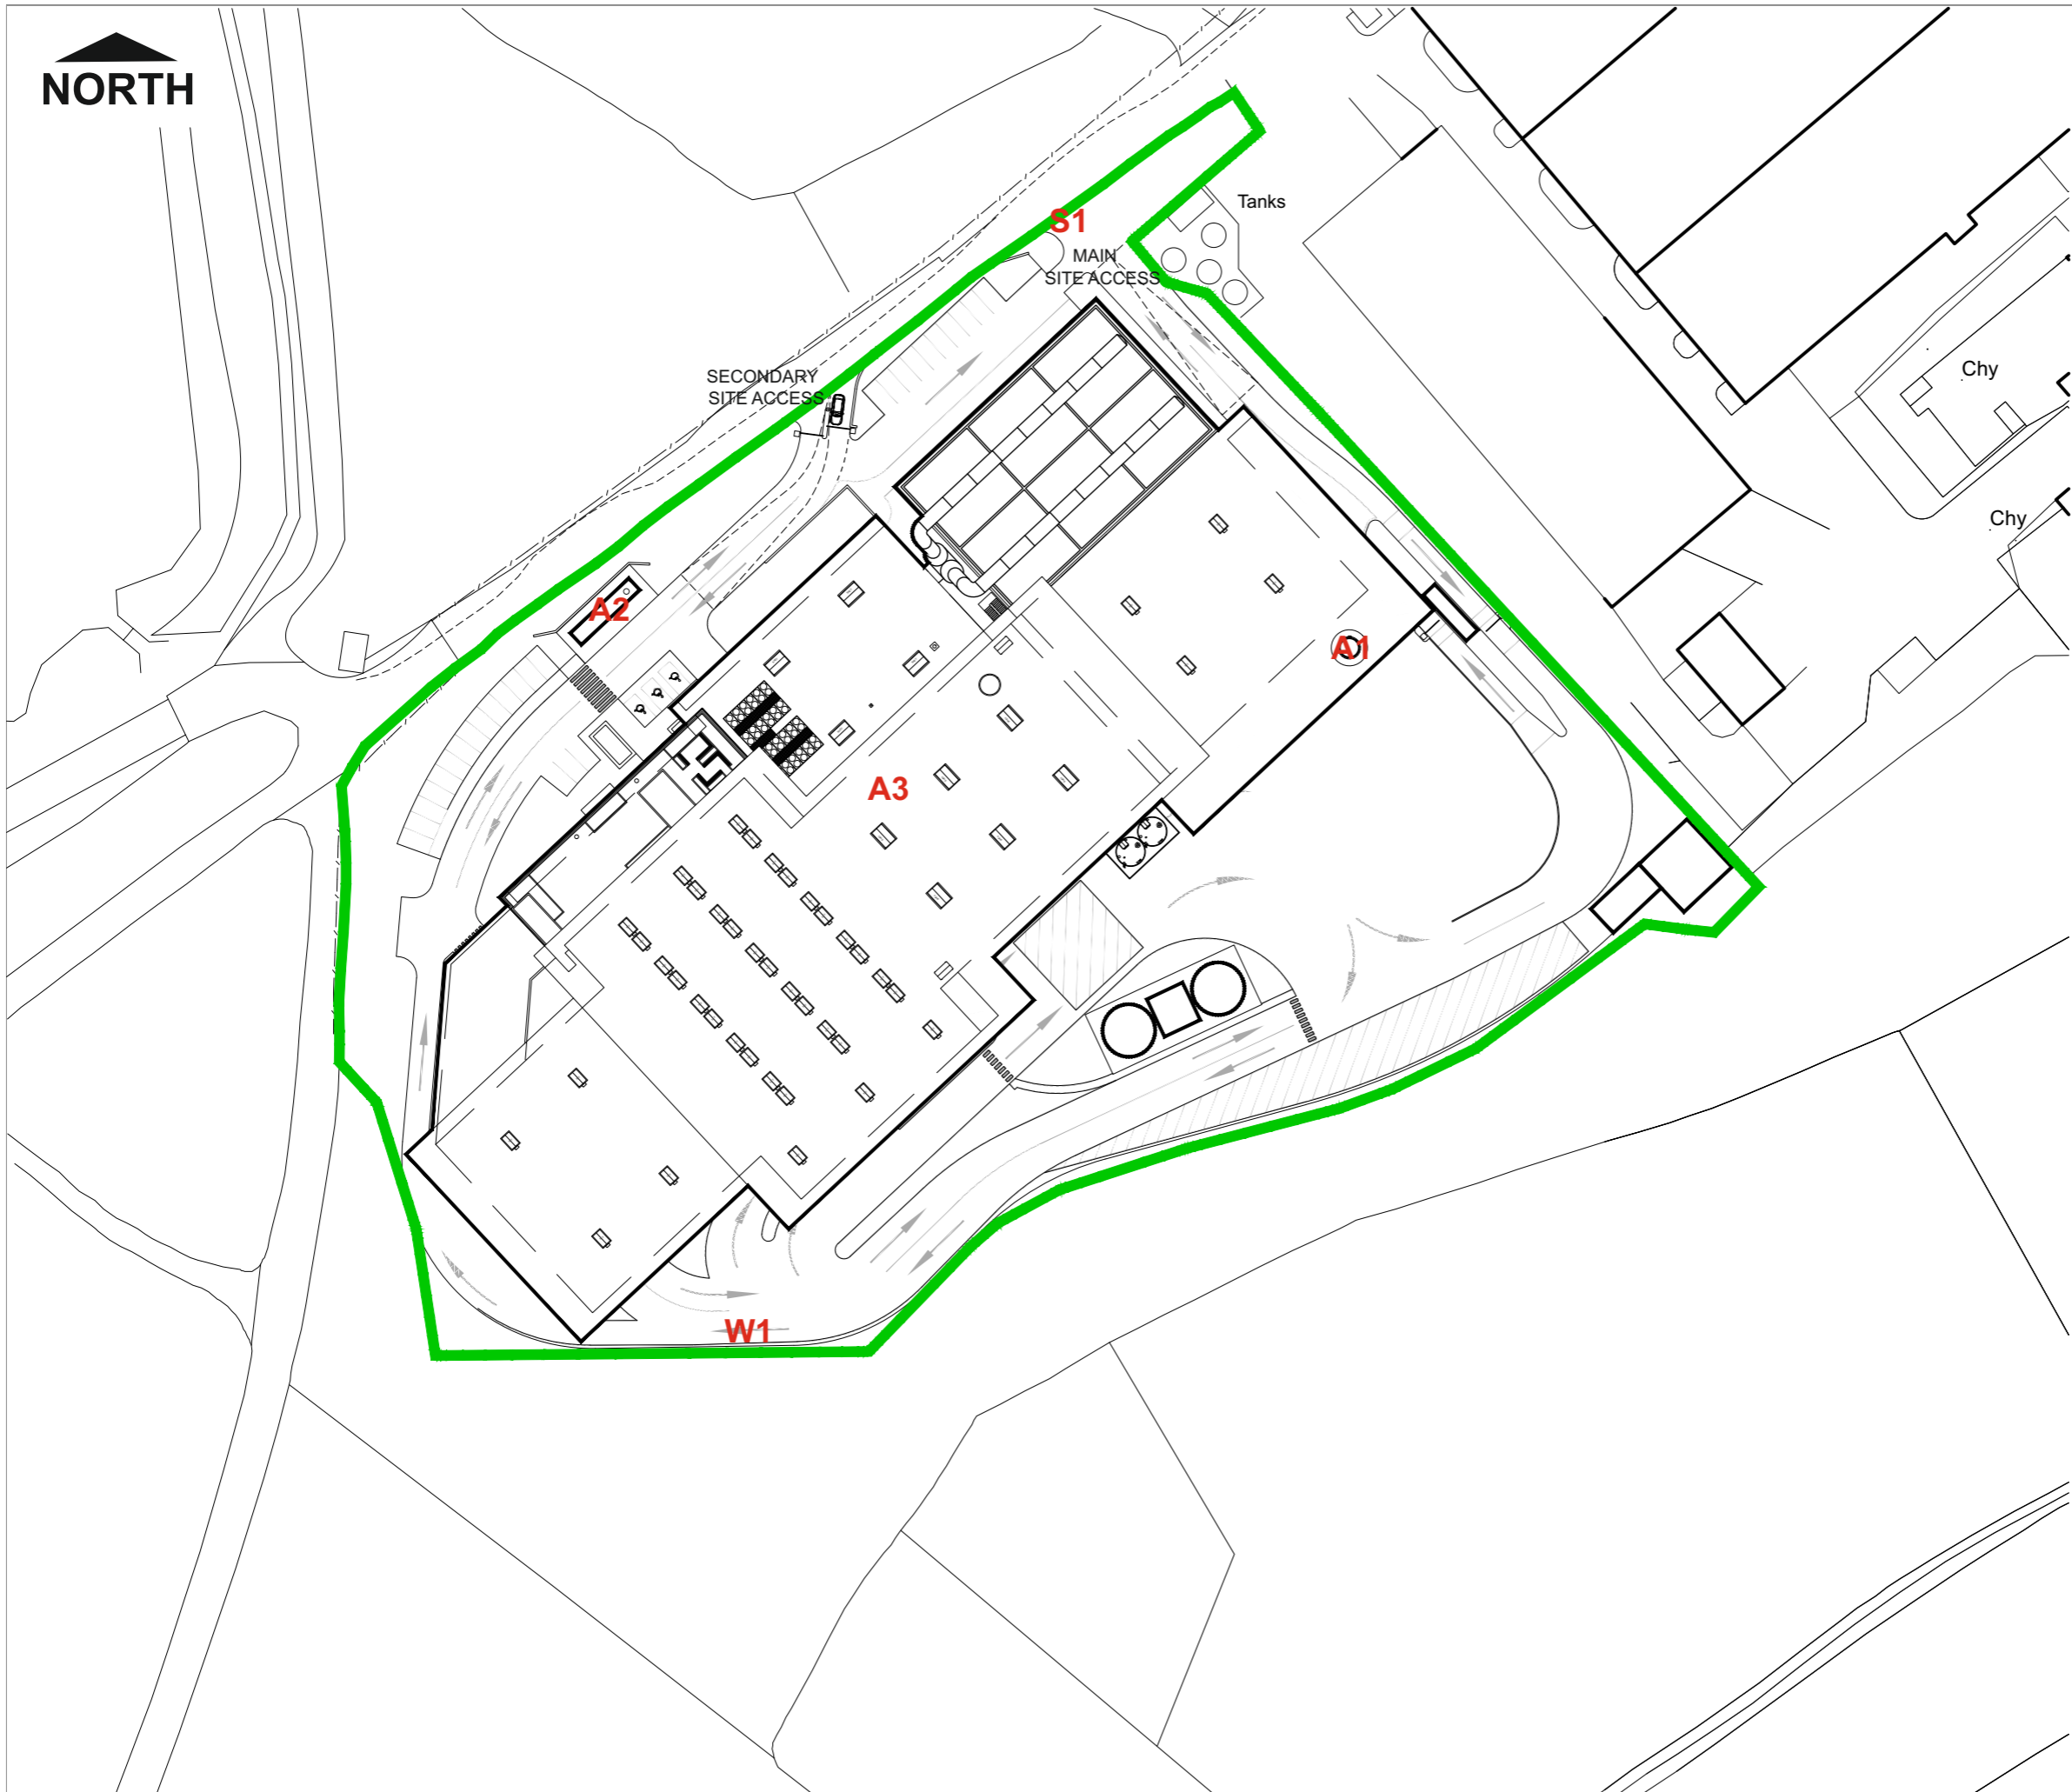 NORTH
Tanks
S1
MAIN
SITE ACCESS
SECONDARY
SITE ACCESS
Chy
Chy
A2
A1
A3
W1